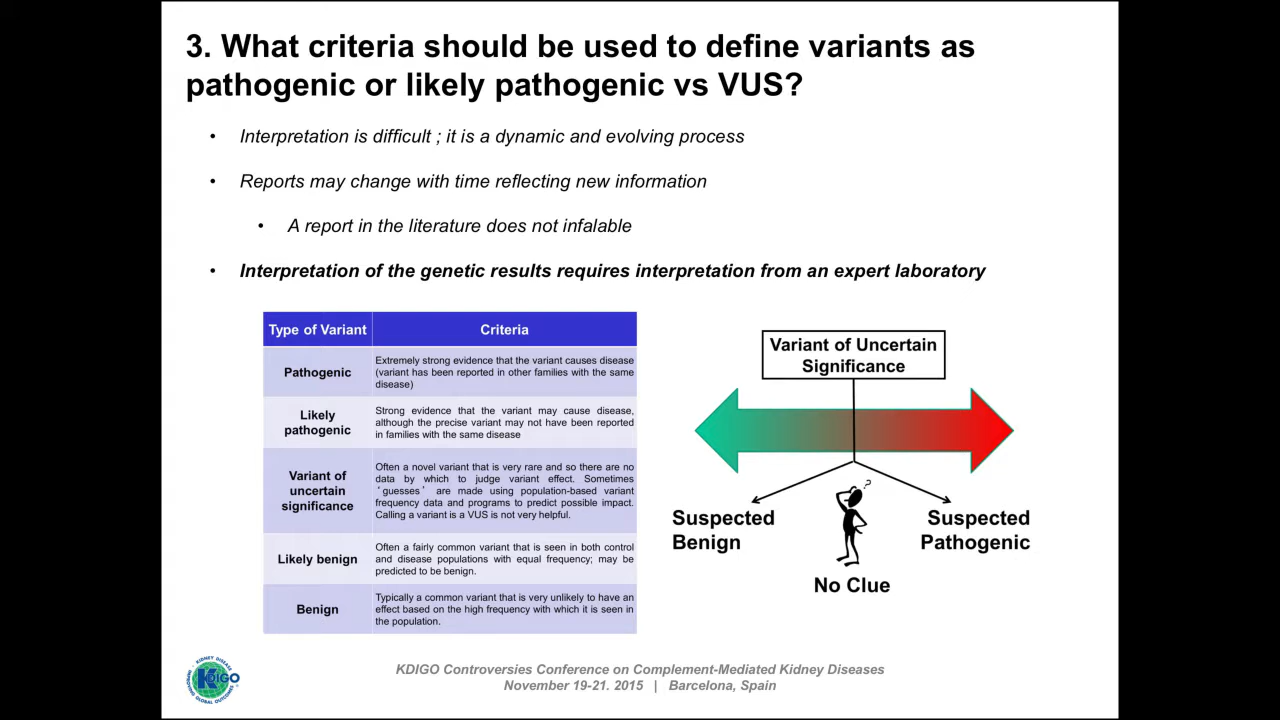 3. What criteria should be used to define variants as
pathogenic or likely pathogenic vs VUS?
• Interpretation is difficult ; it is a dynamic and evolving process
• Reports may change with time reflecting new information
• A report in the literature does not infalable
• Interpretation of the genetic results requires interpretation from an expert laboratory
Type of Variant
Criteria
Pathogenic
Extremely strong evidence that the variant causes disease
(variant has been reported in other families with the same
disease)
Likely
pathogenic
Strong evidence that the variant may cause disease,
although the precise variant may not have been reported
in families with the same disease
Variant of
uncertain
significance
Often a novel variant that is very rare and so there are no
data by which to judge variant effect. Sometimes
‘guesses’ are made using population-based variant
frequency data and programs to predict possible impact.
Calling a variant is a VUS is not very helpful.
Likely benign
Often a fairly common variant that is seen in both control
and disease populations with equal frequency; may be
predicted to be benign.
Benign
Typically a common variant that is very unlikely to have an
effect based on the high frequency with which it is seen in
the population.
Variant of Uncertain
Significance
?
Suspected
Benign
Suspected
Pathogenic
No Clue
KIDNEY DISEASE
KDIGO
IMPROVING GLOBAL OUTCOMES
KDIGO Controversies Conference on Complement-Mediated Kidney Diseases
November 19-21. 2015 | Barcelona, Spain